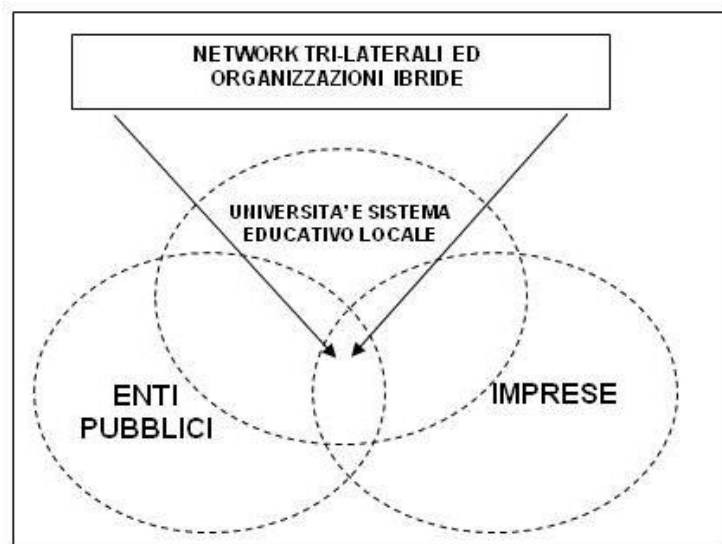 NETWORK TRI-LATERALI ED
ORGANIZZAZIONI IBRIDE
UNIVERSITA' E SISTEMA
EDUCATIVO LOCALE
ENTI
PUBBLICI
IMPRESE